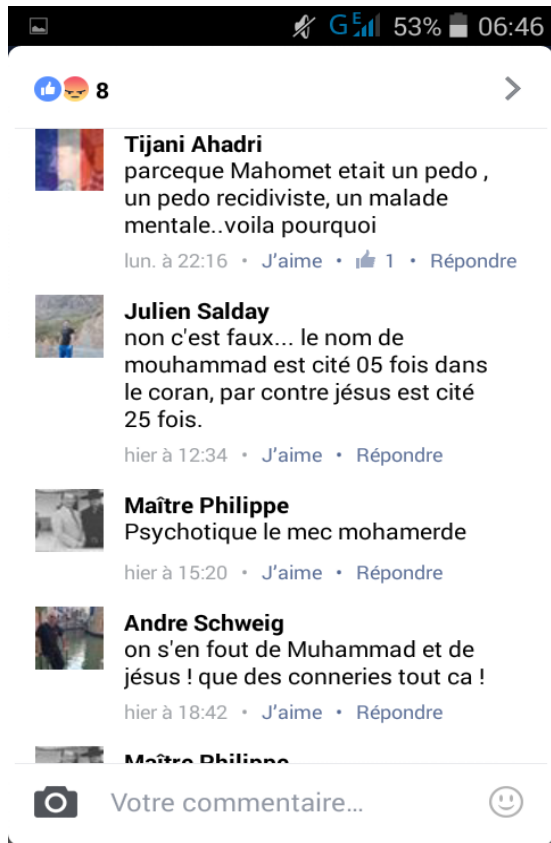 G E 53% 06:46
8
Tijani Ahadri
parceque Mahomet etait un pedo ,
un pedo recidiviste, un malade
mentale..voila pourquoi
lun. à 22:16 • J'aime • 1 • Répondre
Julien Salday
non c'est faux... le nom de
mouhammad est cité 05 fois dans
le coran, par contre jésus est cité
25 fois.
hier à 12:34 • J'aime • Répondre
Maître Philippe
Psychotique le mec mohamerde
hier à 15:20 • J'aime • Répondre
Andre Schweig
on s'en fout de Muhammad et de
jésus ! que des conneries tout ca !
hier à 18:42 • J'aime • Répondre
Maître Philippe
Votre commentaire...